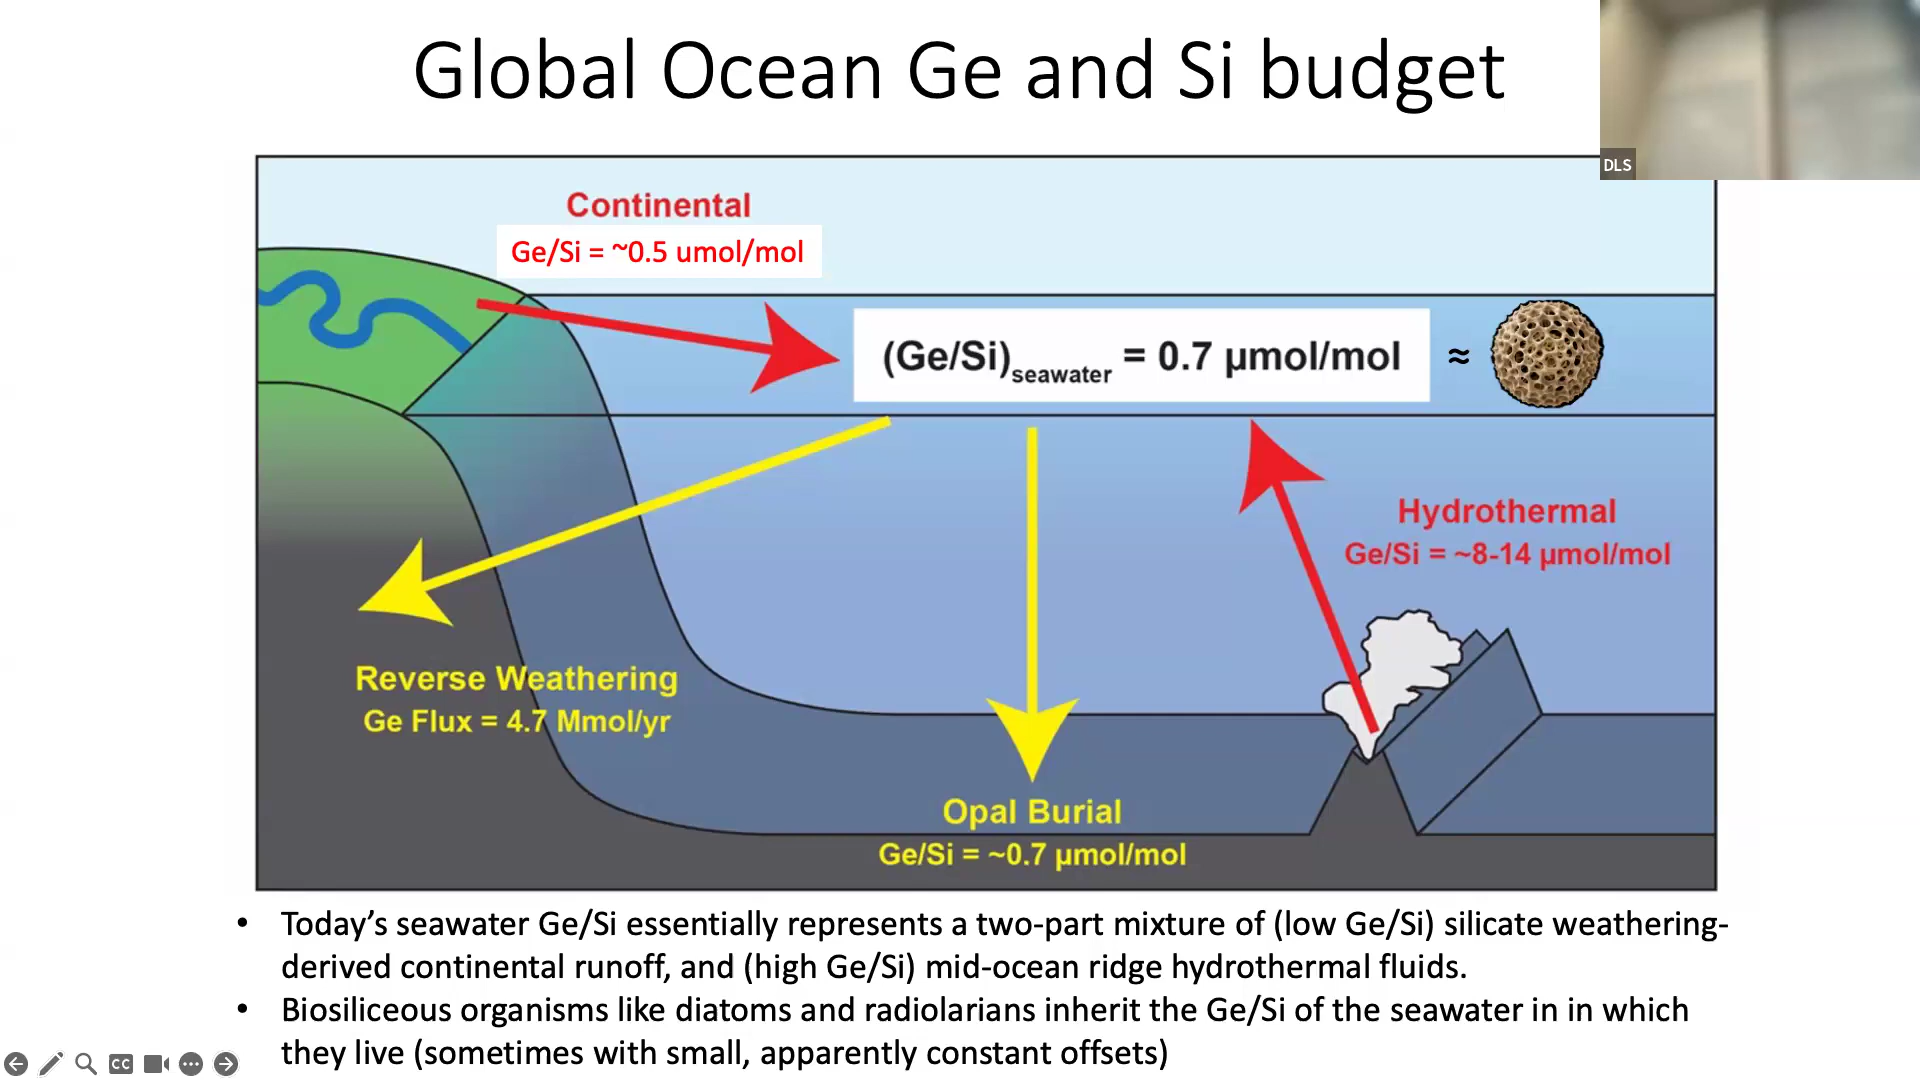 Global Ocean Ge and Si budget
DLS
Continental
Ge/Si = ~0.5 umol/mol
(Ge/Si)seawater = 0.7 µmol/mol ≈
Hydrothermal
Ge/Si = ~8-14 µmol/mol
Reverse Weathering
Ge Flux = 4.7 Mmol/yr
Opal Burial
Ge/Si = ~0.7 µmol/mol
• Today's seawater Ge/Si essentially represents a two-part mixture of (low Ge/Si) silicate weathering-
derived continental runoff, and (high Ge/Si) mid-ocean ridge hydrothermal fluids.
• Biosiliceous organisms like diatoms and radiolarians inherit the Ge/Si of the seawater in in which
they live (sometimes with small, apparently constant offsets)
CC